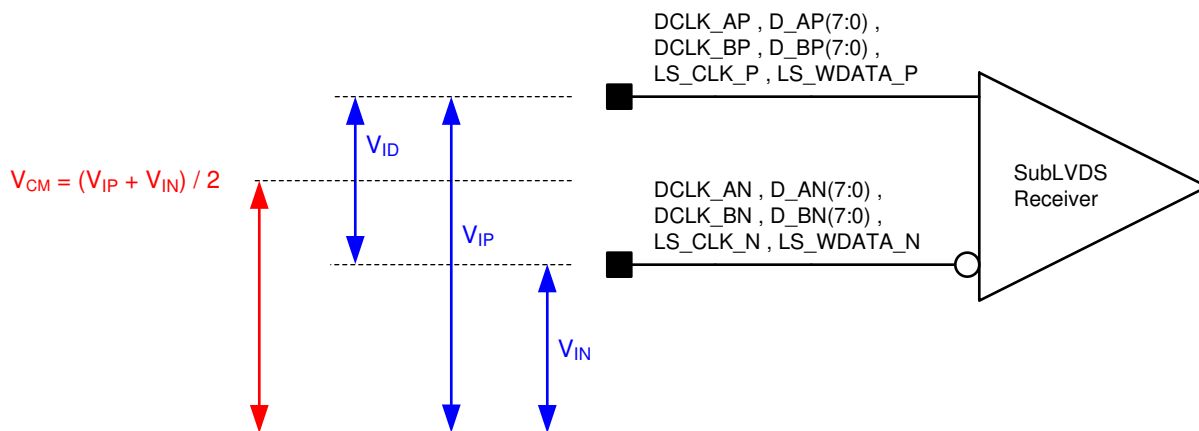 DCLK_AP , D_AP(7:0) ,
DCLK_BP , D_BP(7:0) ,
LS_CLK_P , LS_WDATA_P
VID
VCM = (VIP + VIN) / 2
SubLVDS
Receiver
DCLK_AN , D_AN(7:0) ,
DCLK_BN , D_BN(7:0) ,
LS_CLK_N , LS_WDATA_N
VIP
VIN